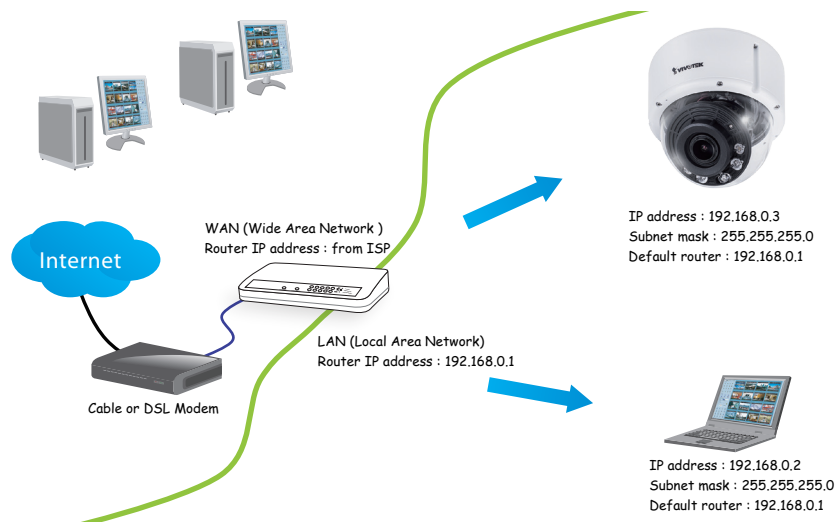 VIVOTEK
IP address : 192.168.0.3
Subnet mask : 255.255.255.0
Default router : 192.168.0.1
WAN (Wide Area Network )
Router IP address : from ISP
Internet
LAN (Local Area Network)
Router IP address : 192.168.0.1
Cable or DSL Modem
IP address : 192.168.0.2
Subnet mask : 255.255.255.0
Default router : 192.168.0.1